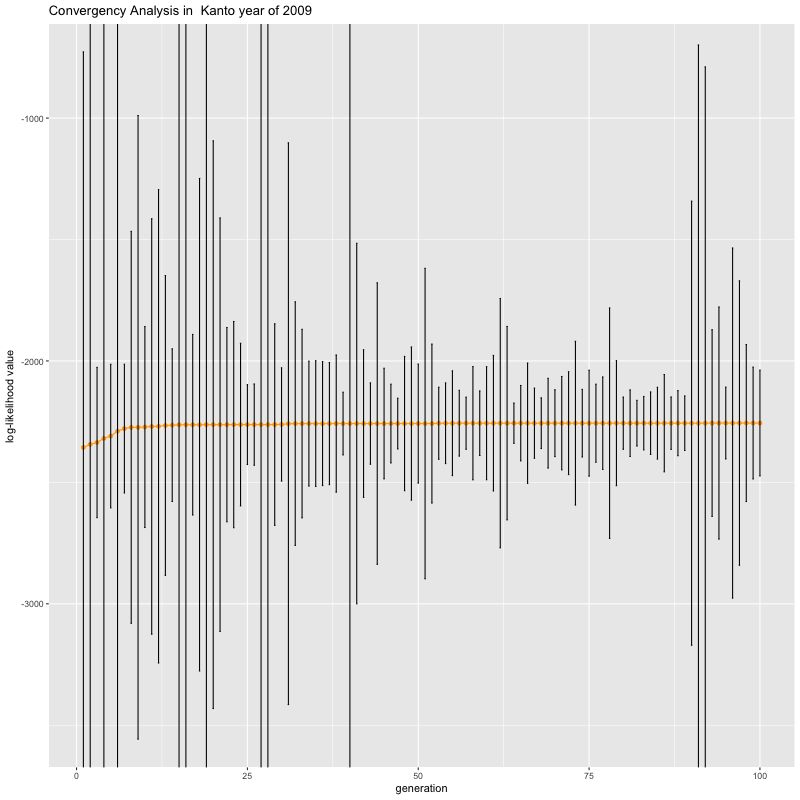 Convergency Analysis in  Kanto year of 2009
log-likelihood value
-1000
-2000
-3000
0
25
50
75
100
generation